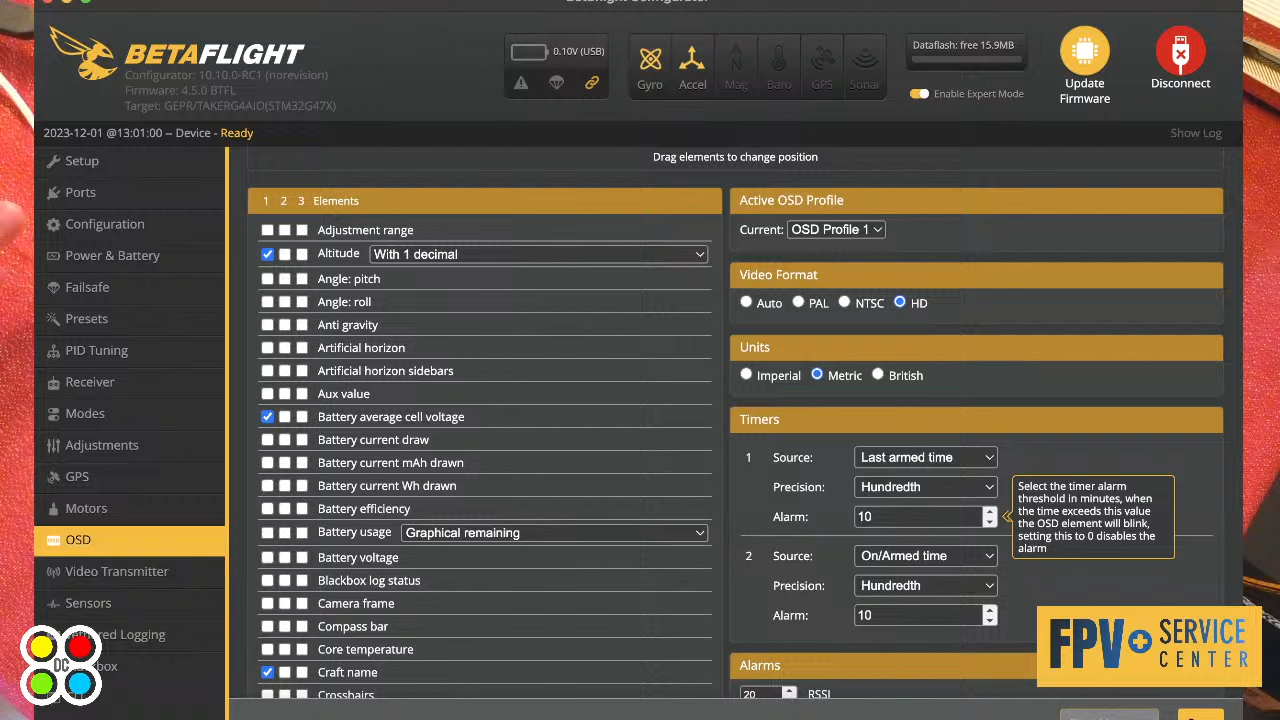 BETAFLIGHT
Configurator: 10.10.0-RC1 (norevision)
Firmware: 4.5.0 BTFL
Target: GEPR/TAKERG4AIO(STM32G47X)
0.10V (USB)
Gyro
Accel
Mag
Baro
GPS
Sonar
Dataflash: free 15.9MB
Enable Expert Mode
Update
Firmware
Disconnect
2023-12-01 @13:01:00 -- Device - Ready
Show Log
Setup
Ports
Configuration
Power & Battery
Failsafe
Presets
PID Tuning
Receiver
Modes
Adjustments
GPS
Motors
OSD
Video Transmitter
Sensors
Logging
Drag elements to change position
1 2 3 Elements
Adjustment range
Altitude With 1 decimal
Angle: pitch
Angle: roll
Anti gravity
Artificial horizon
Artificial horizon sidebars
Aux value
Battery average cell voltage
Battery current draw
Battery current mAh drawn
Battery current Wh drawn
Battery efficiency
Battery usage Graphical remaining
Battery voltage
Blackbox log status
Camera frame
Compass bar
Core temperature
Craft name
Crosshairs
Active OSD Profile
Current: OSD Profile 1
Video Format
Auto PAL NTSC HD
Units
Imperial Metric British
Timers
1 Source: Last armed time
Precision: Hundredth
Alarm: 10
Select the timer alarm
threshold in minutes, when
the time exceeds this value
the OSD element will blink,
setting this to 0 disables the
alarm
2 Source: On/Armed time
Precision: Hundredth
Alarm: 10
Alarms
20 RSSI
DC
FPV SERVICE
CENTER